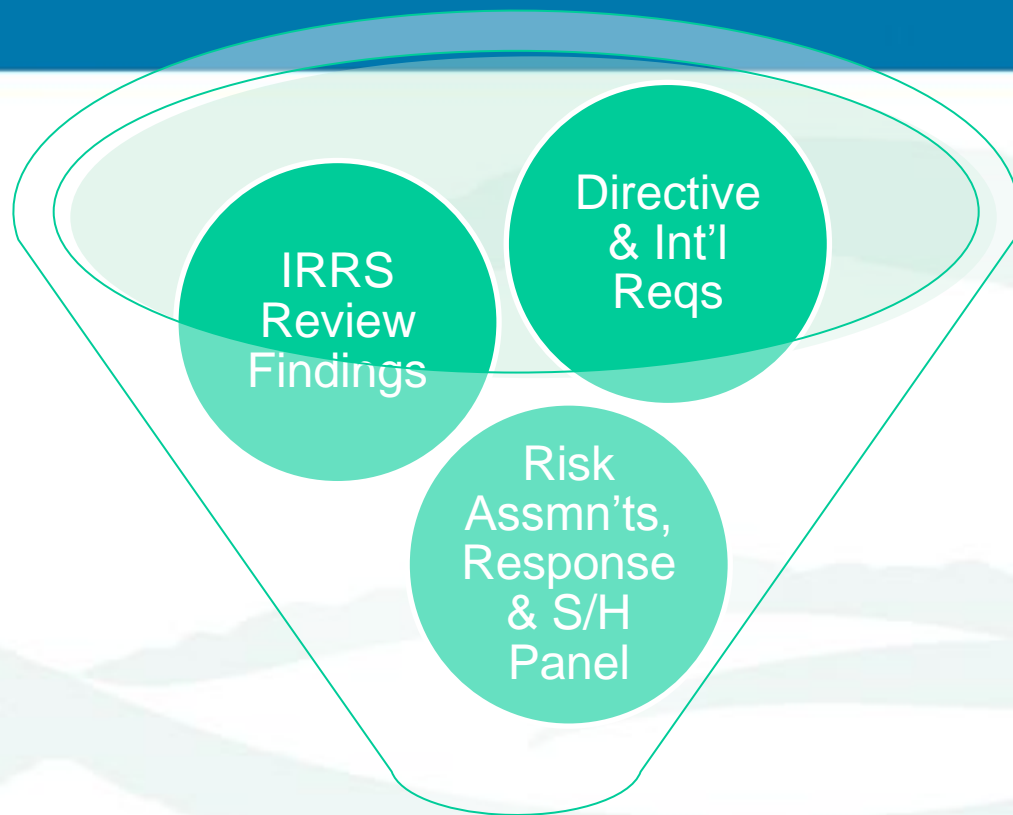 IRRS
Review
Findings
Directive
& Int’l
Reqs
Risk
Assmn’ts,
Response
& S/H
Panel